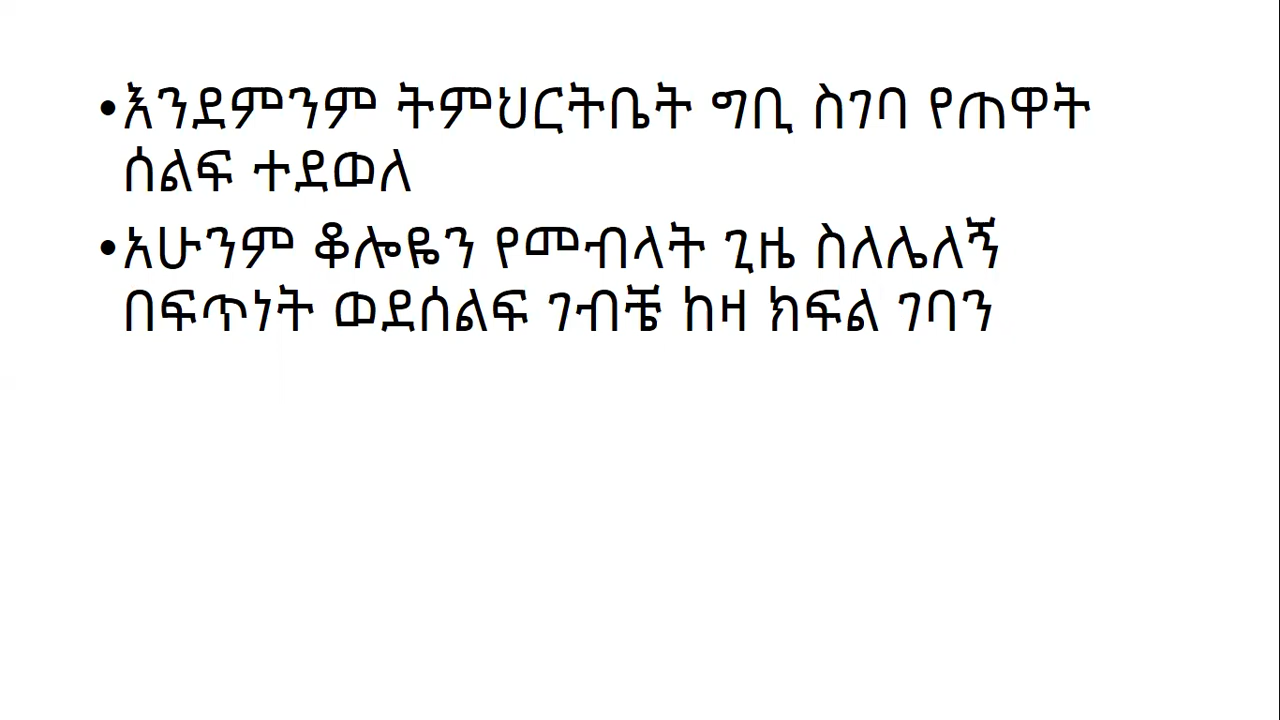 •እንደምንም ትምህርትቤት ግቢ ስገባ የጠዋት
ሰልፍ ተደወለ
•አሁንም ቆሎዬን የመብላት ጊዜ ስለሌለኝ
በፍጥነት ወደሰልፍ ገብቼ ከዛ ክፍል ገባን